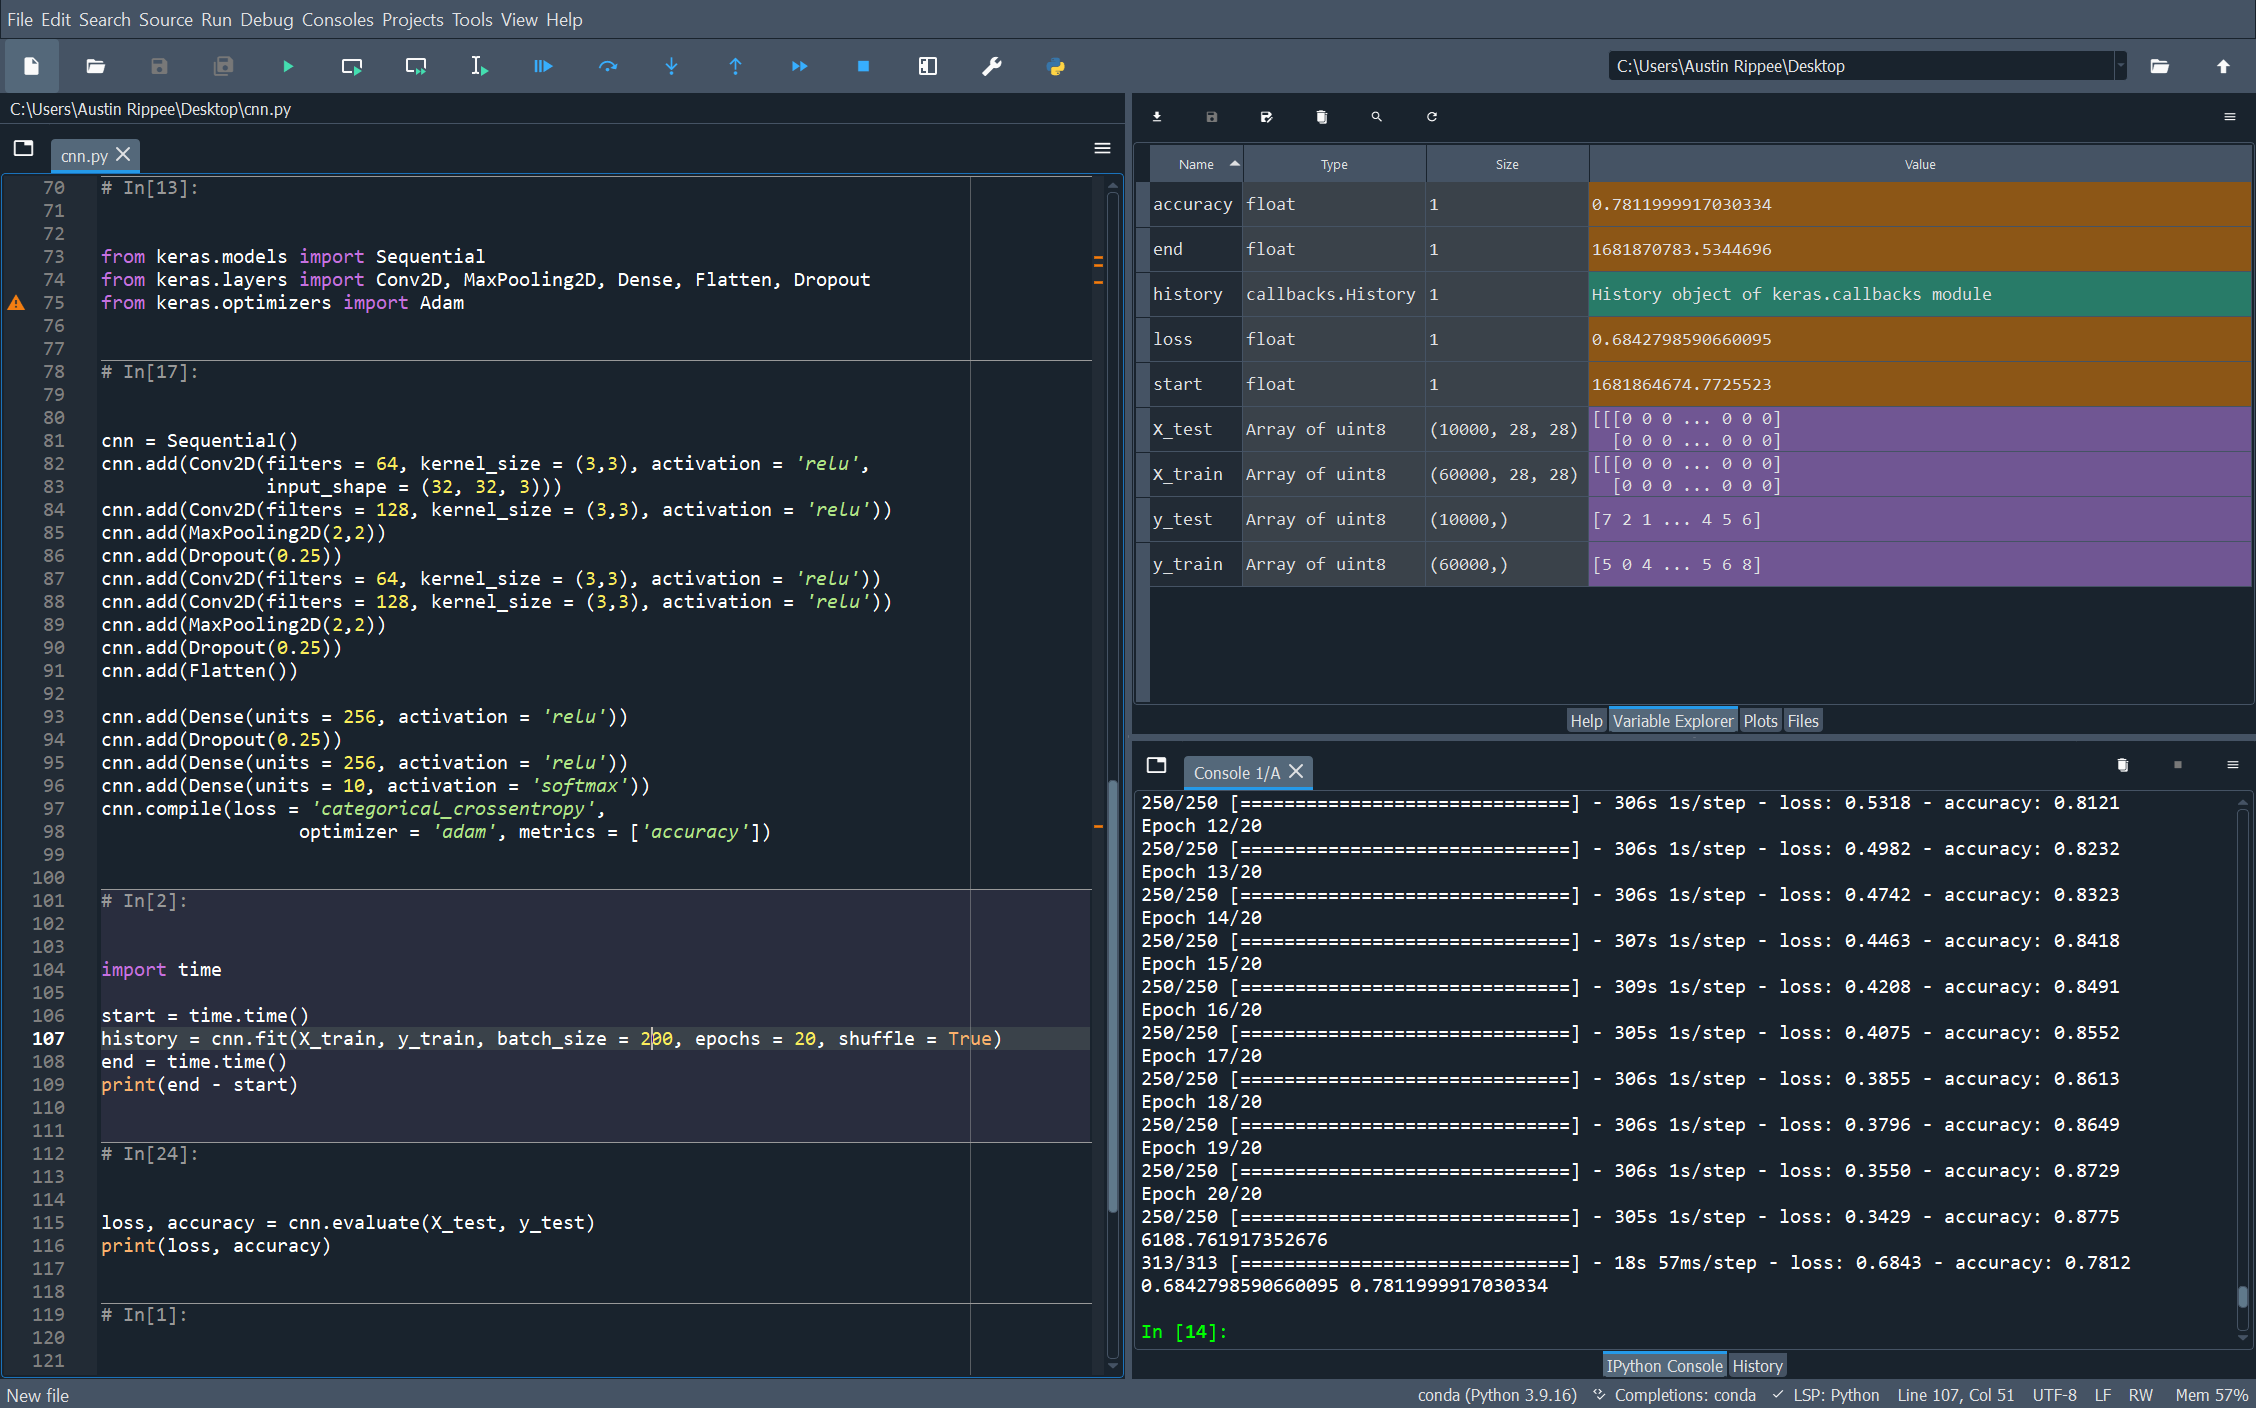 File Edit Search Source Run Debug Consoles Projects Tools View Help
C:\Users\Austin Rippee\Desktop
C:\Users\Austin Rippee\Desktop\cnn.py
cnn.py
70 # In[13]:
71
72
73 from keras.models import Sequential
74 from keras.layers import Conv2D, MaxPooling2D, Dense, Flatten, Dropout
75 from keras.optimizers import Adam
76
77
78 # In[17]:
79
80
81 cnn = Sequential()
82 cnn.add(Conv2D(filters = 64, kernel_size = (3,3), activation = 'relu',
83                input_shape = (32, 32, 3)))
84 cnn.add(Conv2D(filters = 128, kernel_size = (3,3), activation = 'relu'))
85 cnn.add(MaxPooling2D(2,2))
86 cnn.add(Dropout(0.25))
87 cnn.add(Conv2D(filters = 64, kernel_size = (3,3), activation = 'relu'))
88 cnn.add(Conv2D(filters = 128, kernel_size = (3,3), activation = 'relu'))
89 cnn.add(MaxPooling2D(2,2))
90 cnn.add(Dropout(0.25))
91 cnn.add(Flatten())
92
93 cnn.add(Dense(units = 256, activation = 'relu'))
94 cnn.add(Dropout(0.25))
95 cnn.add(Dense(units = 256, activation = 'relu'))
96 cnn.add(Dense(units = 10, activation = 'softmax'))
97 cnn.compile(loss = 'categorical_crossentropy',
98                   optimizer = 'adam', metrics = ['accuracy'])
99
100
101 # In[2]:
102
103
104 import time
105
106 start = time.time()
107 history = cnn.fit(X_train, y_train, batch_size = 200, epochs = 20, shuffle = True)
108 end = time.time()
109 print(end - start)
110
111
112 # In[24]:
113
114
115 loss, accuracy = cnn.evaluate(X_test, y_test)
116 print(loss, accuracy)
117
118
119 # In[1]:
120
121
Name Type Size Value
accuracy float 1 0.7811999917030334
end float 1 1681870783.5344696
history callbacks.History 1 History object of keras.callbacks module
loss float 1 0.6842798590660095
start float 1 1681864674.7725523
X_test Array of uint8 (10000, 28, 28) [[[0 0 0 ... 0 0 0]
[0 0 0 ... 0 0 0]
X_train Array of uint8 (60000, 28, 28) [[[0 0 0 ... 0 0 0]
[0 0 0 ... 0 0 0]
y_test Array of uint8 (10000,) [7 2 1 ... 4 5 6]
y_train Array of uint8 (60000,) [5 0 4 ... 5 6 8]
Help Variable Explorer Plots Files
Console 1/A
250/250 [==============================] - 306s 1s/step - loss: 0.5318 - accuracy: 0.8121
Epoch 12/20
250/250 [==============================] - 306s 1s/step - loss: 0.4982 - accuracy: 0.8232
Epoch 13/20
250/250 [==============================] - 306s 1s/step - loss: 0.4742 - accuracy: 0.8323
Epoch 14/20
250/250 [==============================] - 307s 1s/step - loss: 0.4463 - accuracy: 0.8418
Epoch 15/20
250/250 [==============================] - 309s 1s/step - loss: 0.4208 - accuracy: 0.8491
Epoch 16/20
250/250 [==============================] - 305s 1s/step - loss: 0.4075 - accuracy: 0.8552
Epoch 17/20
250/250 [==============================] - 306s 1s/step - loss: 0.3855 - accuracy: 0.8613
Epoch 18/20
250/250 [==============================] - 306s 1s/step - loss: 0.3796 - accuracy: 0.8649
Epoch 19/20
250/250 [==============================] - 306s 1s/step - loss: 0.3550 - accuracy: 0.8729
Epoch 20/20
250/250 [==============================] - 305s 1s/step - loss: 0.3429 - accuracy: 0.8775
6108.761917352676
313/313 [==============================] - 18s 57ms/step - loss: 0.6843 - accuracy: 0.7812
0.6842798590660095 0.7811999917030334
In [14]:
IPython Console History
New file
conda (Python 3.9.16) Completions: conda LSP: Python Line 107, Col 51 UTF-8 LF RW Mem 57%